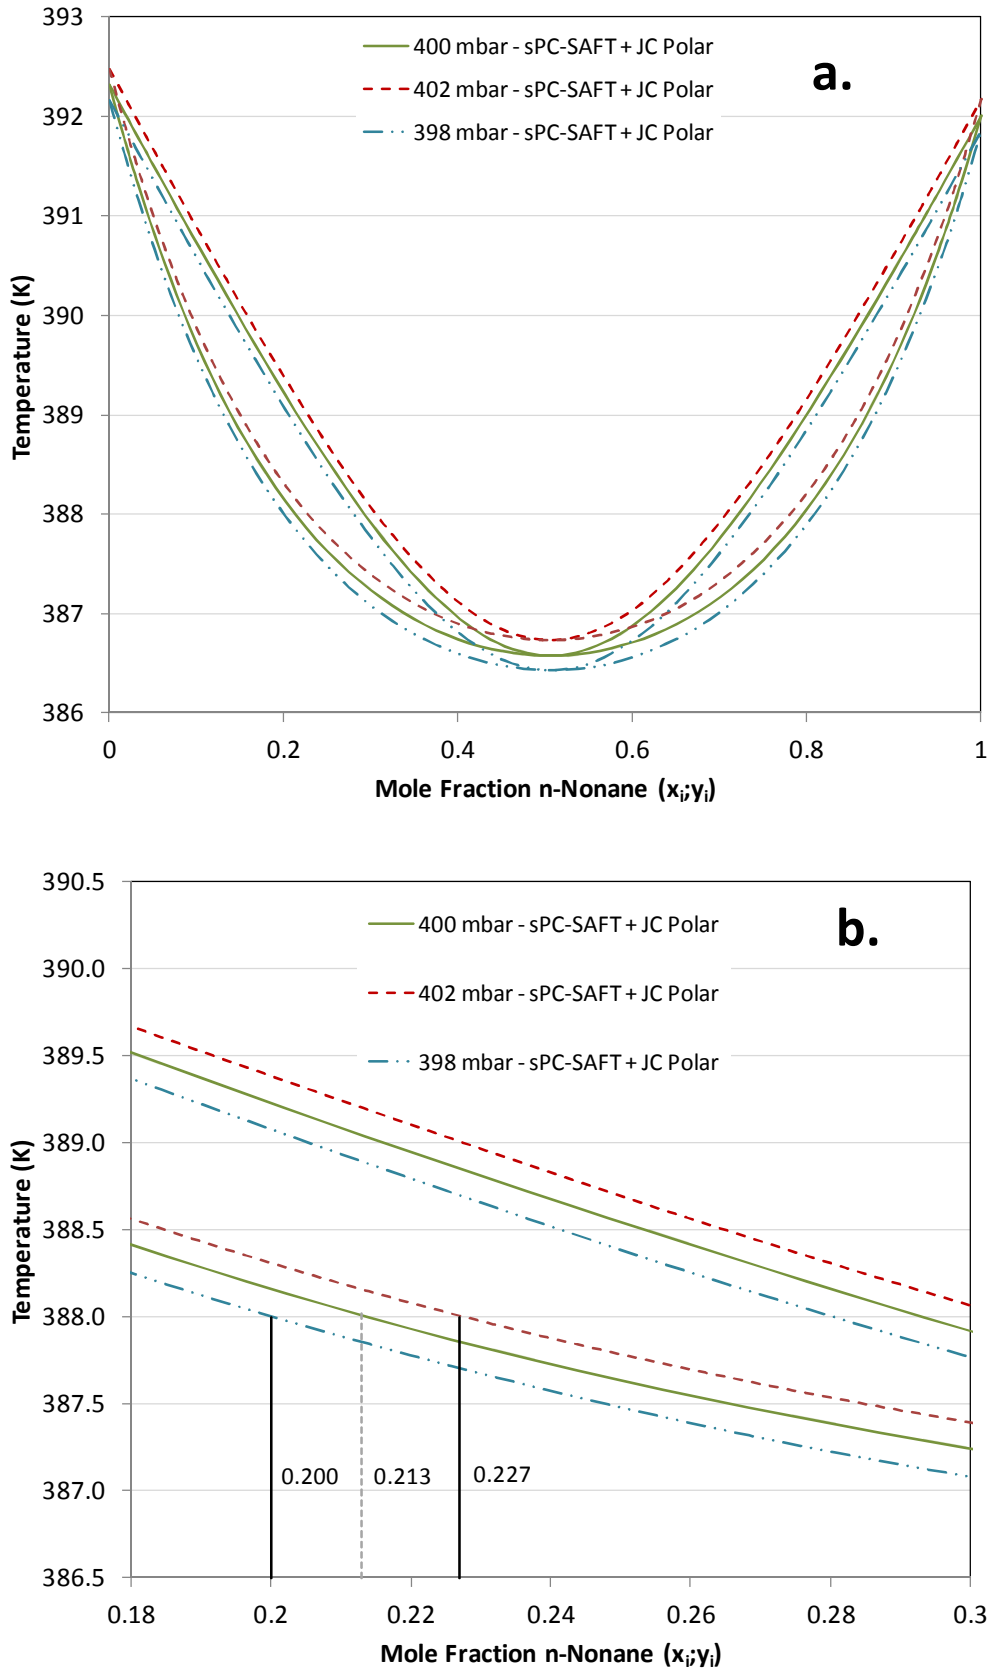 393
392
391
390
389
388
387
386
Temperature (K)
400 mbar - sPC-SAFT + JC Polar
402 mbar - sPC-SAFT + JC Polar
398 mbar - sPC-SAFT + JC Polar
a.
0 0.2 0.4 0.6 0.8 1
Mole Fraction n-Nonane (xᵢ;yᵢ)
390.5
390.0
389.5
389.0
388.5
388.0
387.5
387.0
386.5
Temperature (K)
400 mbar - sPC-SAFT + JC Polar
402 mbar - sPC-SAFT + JC Polar
398 mbar - sPC-SAFT + JC Polar
b.
0.200 0.213 0.227
0.18 0.2 0.22 0.24 0.26 0.28 0.3
Mole Fraction n-Nonane (xᵢ;yᵢ)